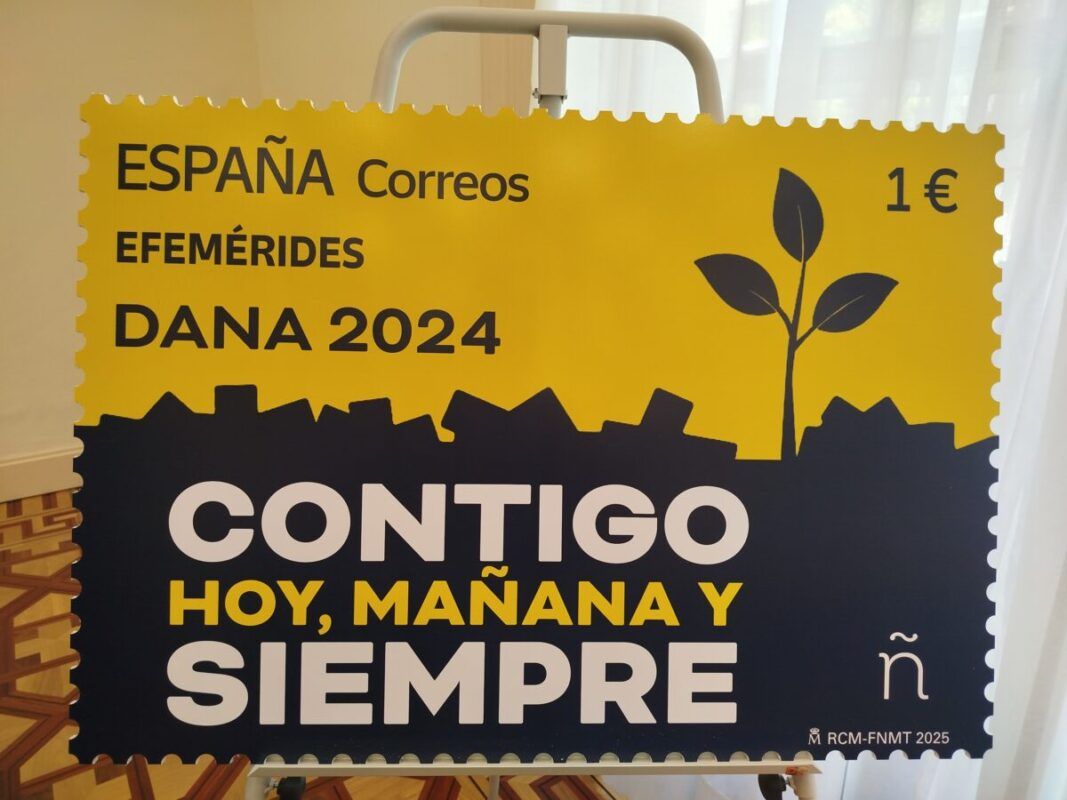 ESPAÑA Correos
1 €
EFEMÉRIDES
DANA 2024
CONTIGO
HOY, MAÑANA Y
SIEMPRE
ñ
M RCM-FNMT 2025